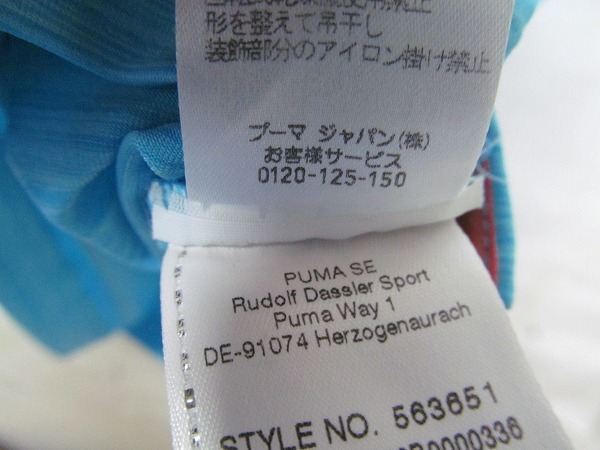 形を整えて吊干し
装飾部分のアイロン掛け禁止
プーマ ジャパン(株)
お客様サービス
0120-125-150
PUMA SE
Rudolf Dassler Sport
Puma Way 1
DE-91074 Herzogenaurach
STYLE NO. 563651